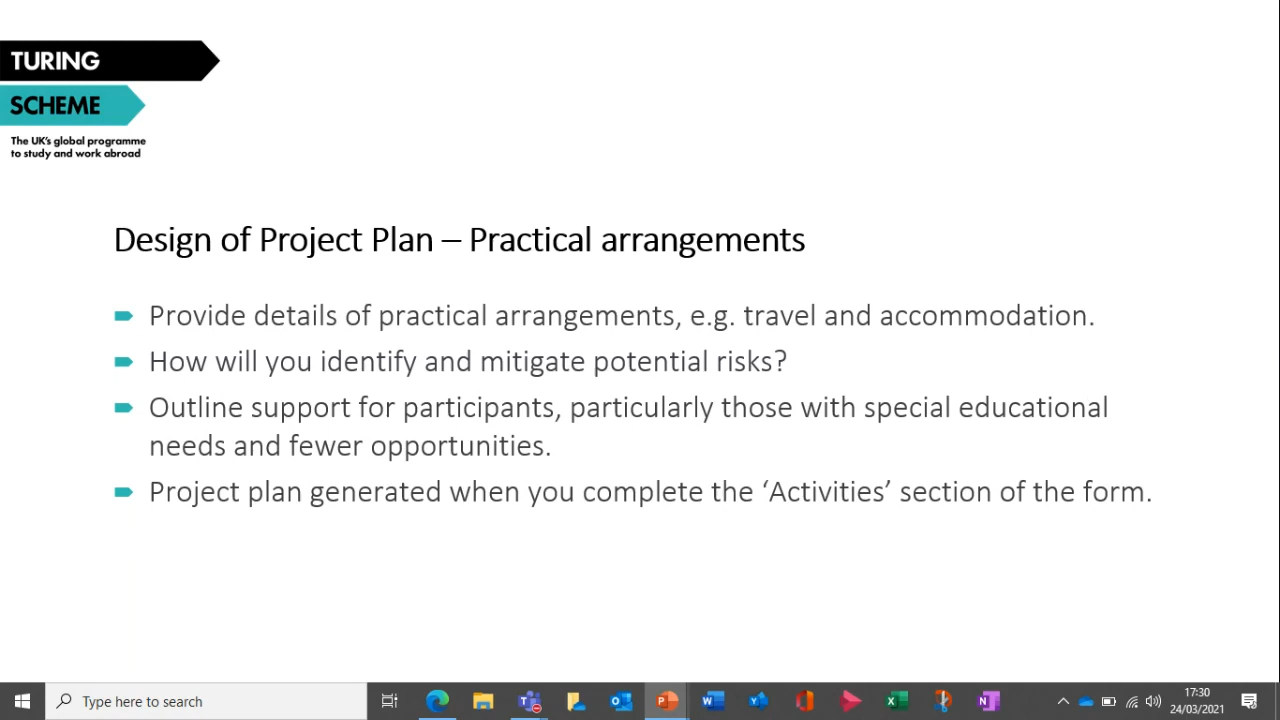 TURING
SCHEME
The UK's global programme
to study and work abroad
Design of Project Plan – Practical arrangements
Provide details of practical arrangements, e.g. travel and accommodation.
How will you identify and mitigate potential risks?
Outline support for participants, particularly those with special educational
needs and fewer opportunities.
Project plan generated when you complete the ‘Activities’ section of the form.
Type here to search
17:30
24/03/2021